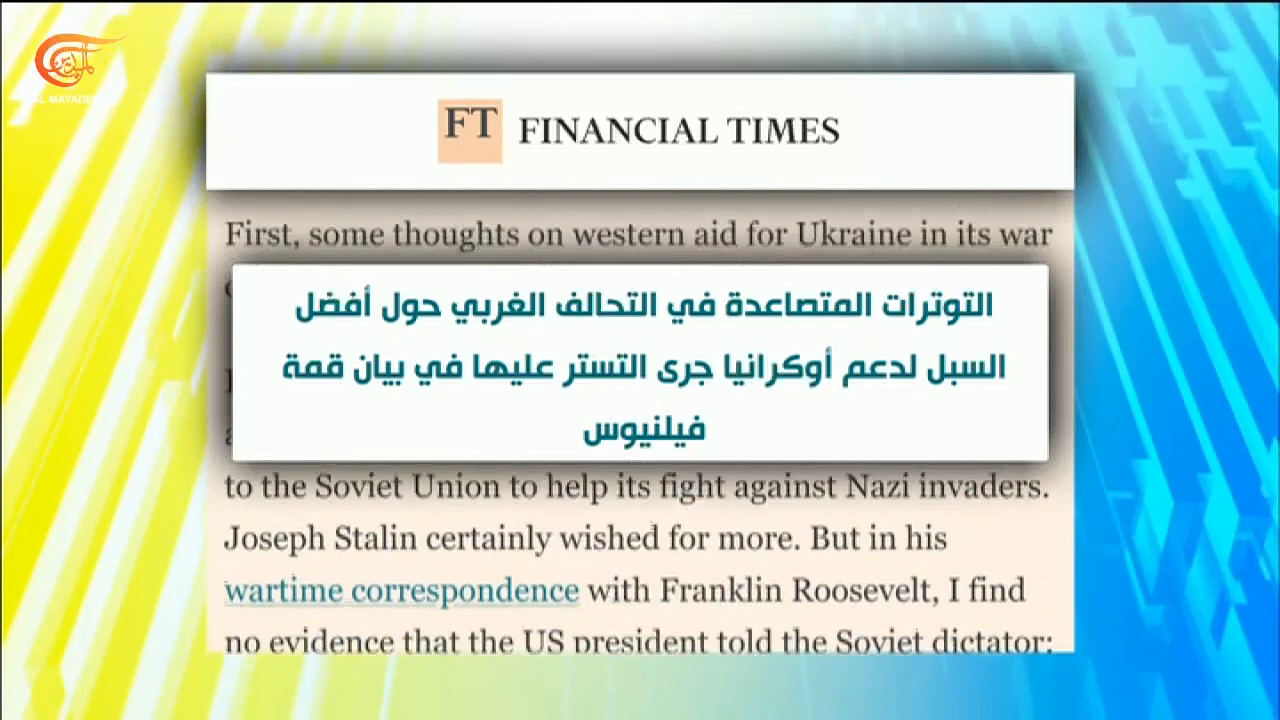 الميادين
AL MAYADEEN
FT FINANCIAL TIMES
First, some thoughts on western aid for Ukraine in its war
التوترات المتصاعدة في التحالف الغربي حول أفضل
السبل لدعم أوكرانيا جرى التستر عليها في بيان قمة
فيلنيوس
to the Soviet Union to help its fight against Nazi invaders.
Joseph Stalin certainly wished for more. But in his
wartime correspondence with Franklin Roosevelt, I find
no evidence that the US president told the Soviet dictator: